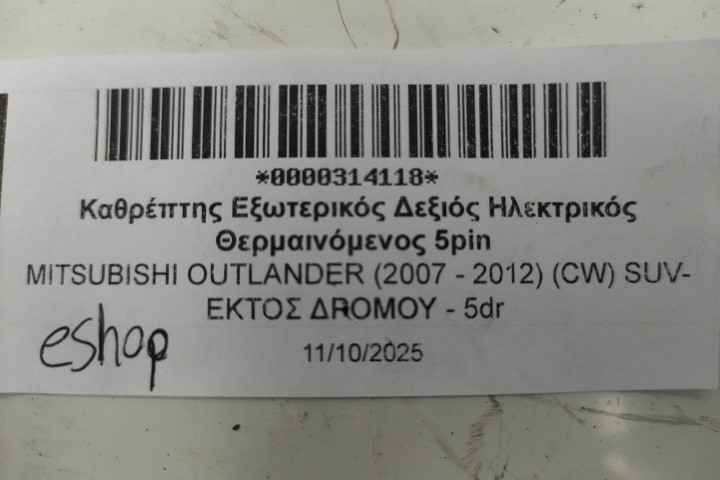 *0000314118*
Καθρέπτης Εξωτερικός Δεξιός Ηλεκτρικός
Θερμαινόμενος 5pin
MITSUBISHI OUTLANDER (2007 - 2012) (CW) SUV-
ΕΚΤΟΣ ΔΡΟΜΟΥ - 5dr
eshop
11/10/2025